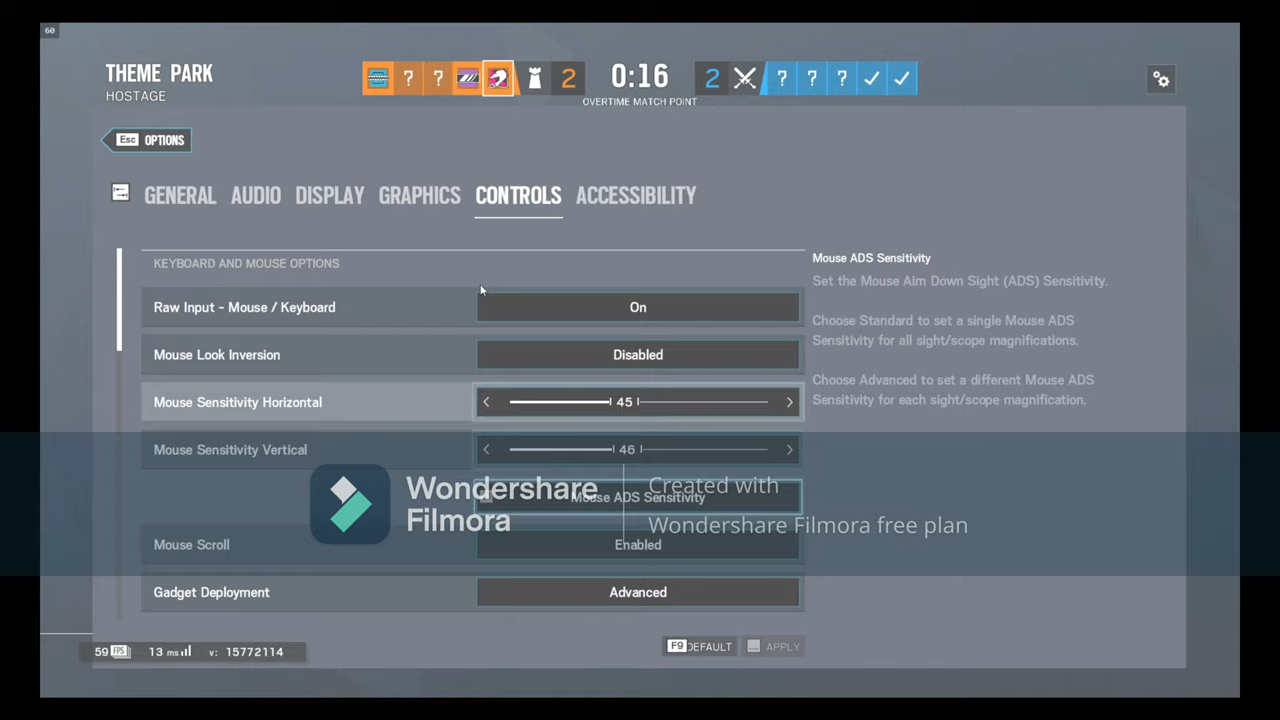 60
THEME PARK
HOSTAGE
? ? 2 0:16 2 ? ? ?
OVERTIME MATCH POINT
Esc OPTIONS
GENERAL AUDIO DISPLAY GRAPHICS CONTROLS ACCESSIBILITY
KEYBOARD AND MOUSE OPTIONS
Raw Input - Mouse / Keyboard On
Mouse Look Inversion Disabled
Mouse Sensitivity Horizontal 45
Mouse Sensitivity Vertical 46
Mouse ADS Sensitivity
Mouse Scroll Enabled
Gadget Deployment Advanced
Mouse ADS Sensitivity
Set the Mouse Aim Down Sight (ADS) Sensitivity.
Choose Standard to set a single Mouse ADS
Sensitivity for all sight/scope magnifications.
Choose Advanced to set a different Mouse ADS
Sensitivity for each sight/scope magnification.
Wondershare
Filmora
Created with
Wondershare Filmora free plan
59 FPS 13 ms v: 15772114
F9 DEFAULT APPLY